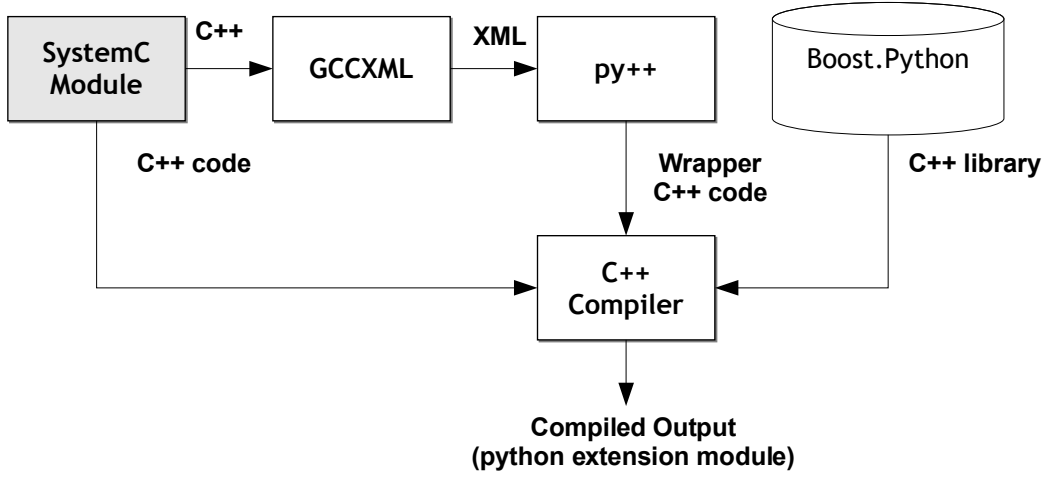 SystemC
Module
C++
GCCXML
XML
py++
Boost.Python
C++ code
Wrapper
C++ code
C++ library
C++
Compiler
Compiled Output
(python extension module)